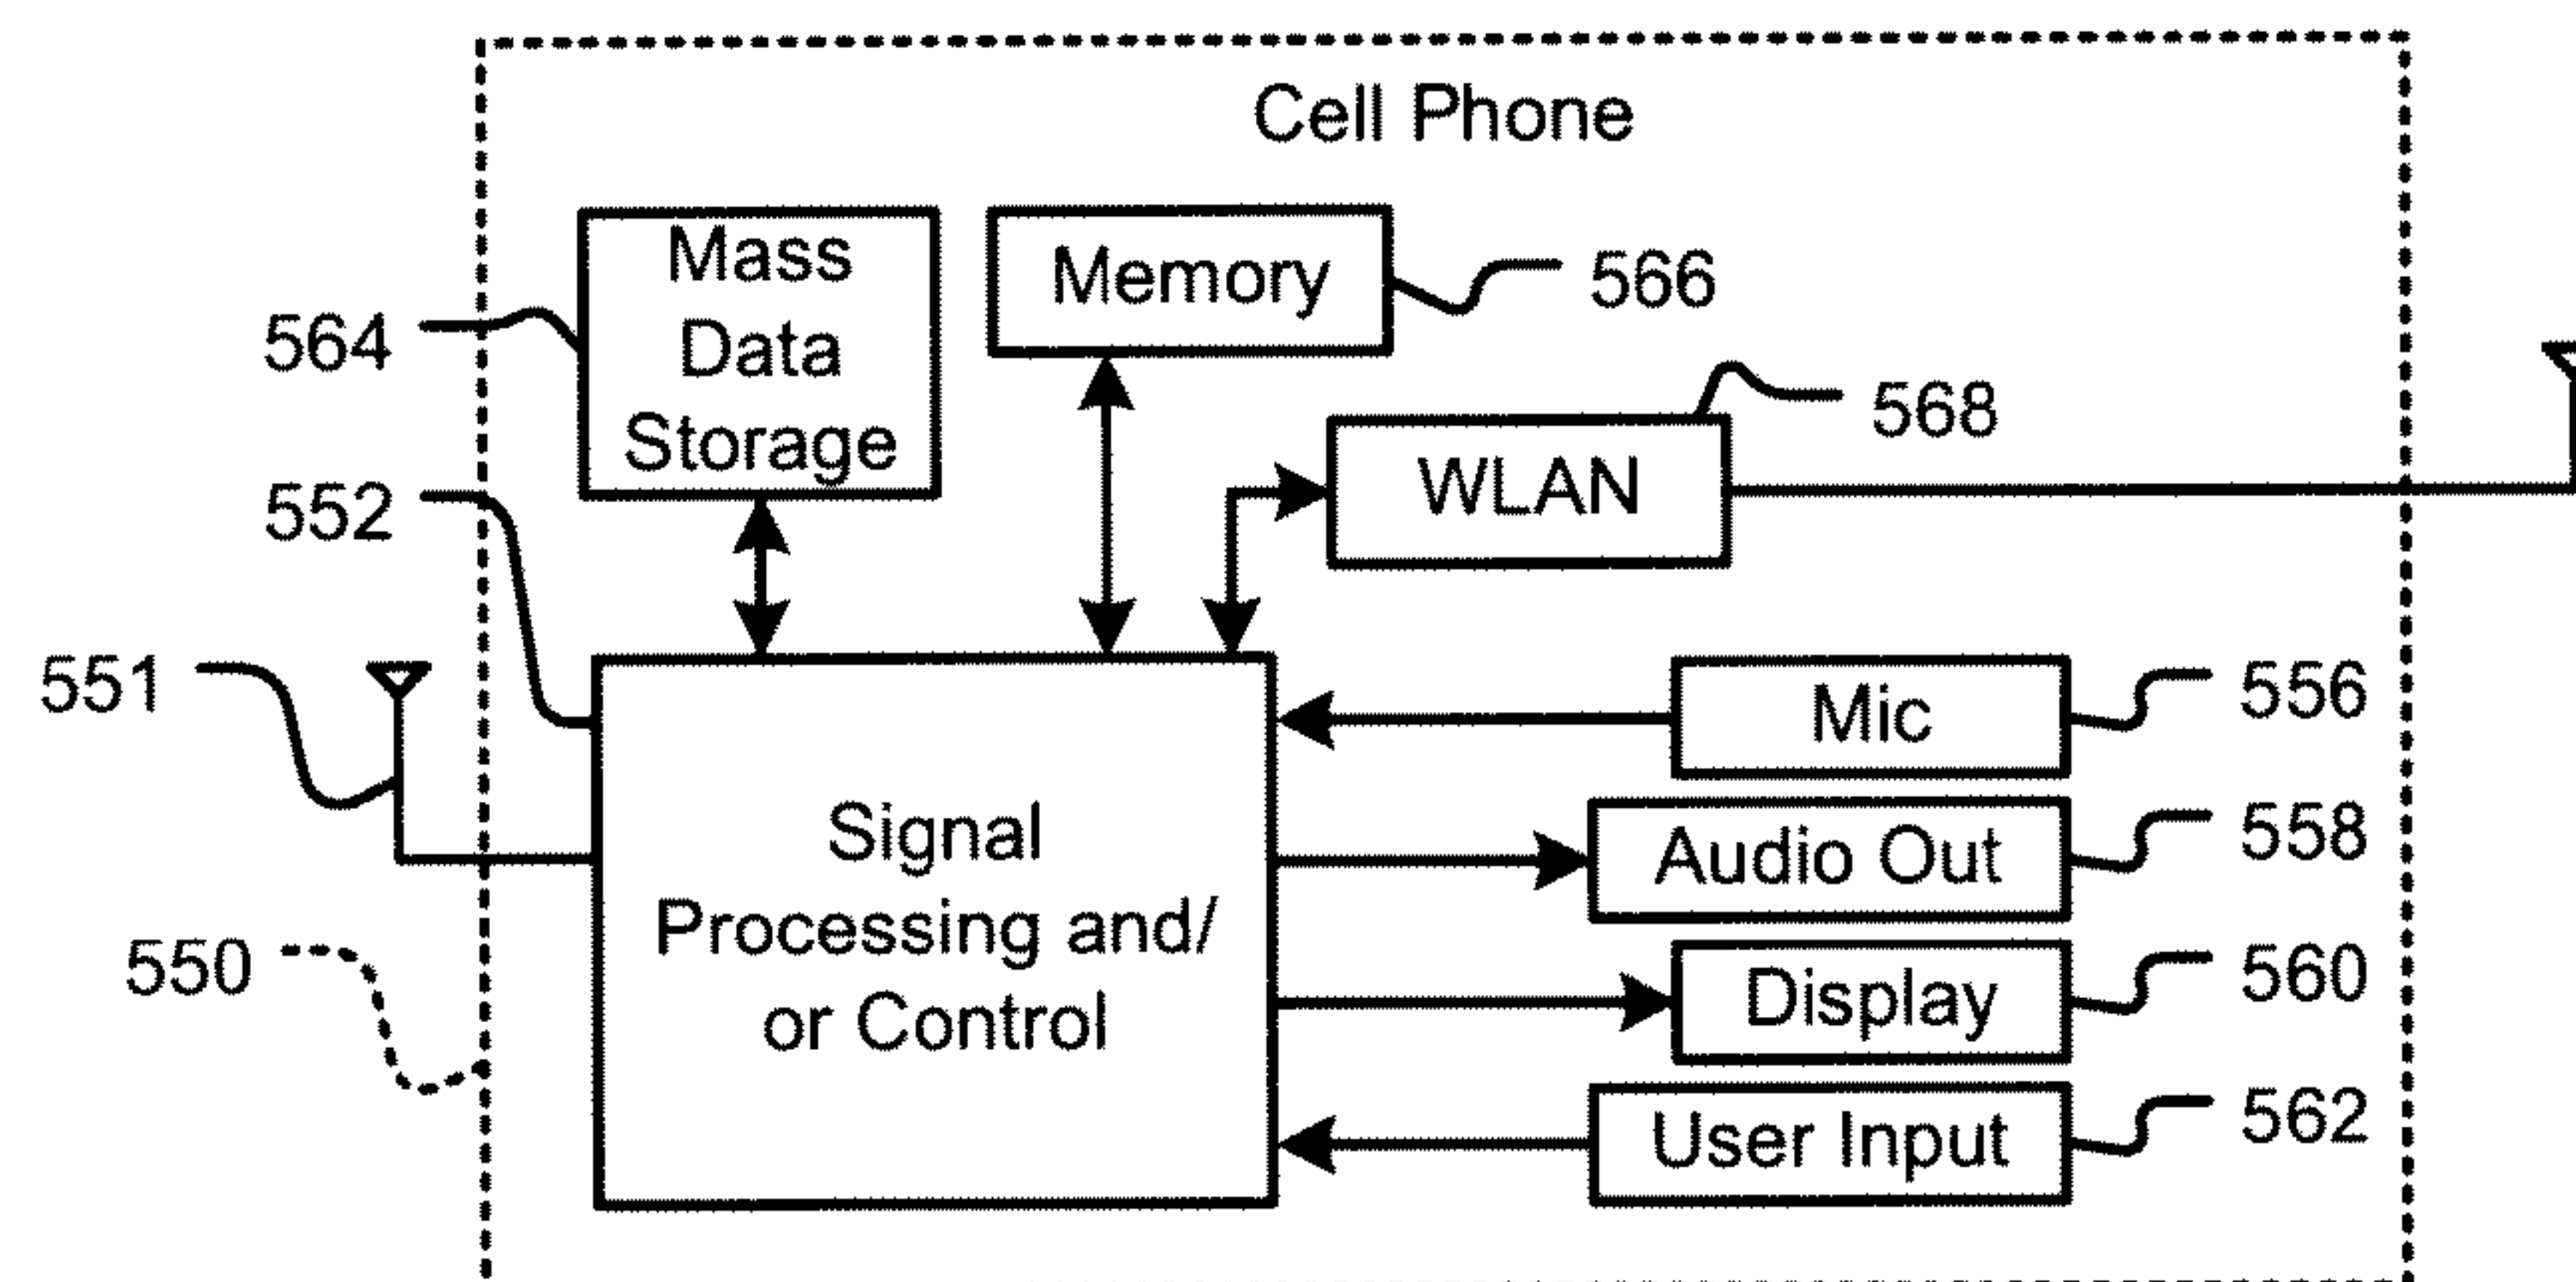 Cell Phone
Mass
Data
Storage
Memory
566
564
568
WLAN
552
551
Mic
556
Signal
Processing and/
or Control
Audio Out
558
550
Display
560
User Input
562